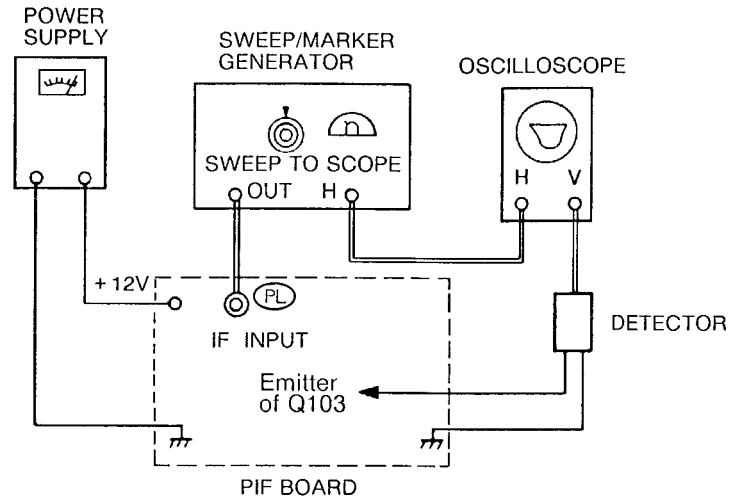 POWER
SUPPLY
SWEEP/MARKER
GENERATOR
OSCILLOSCOPE
n
SWEEP TO SCOPE
OUT
H
H
V
+12V
PL
IF INPUT
DETECTOR
Emitter
of Q103
PIF BOARD